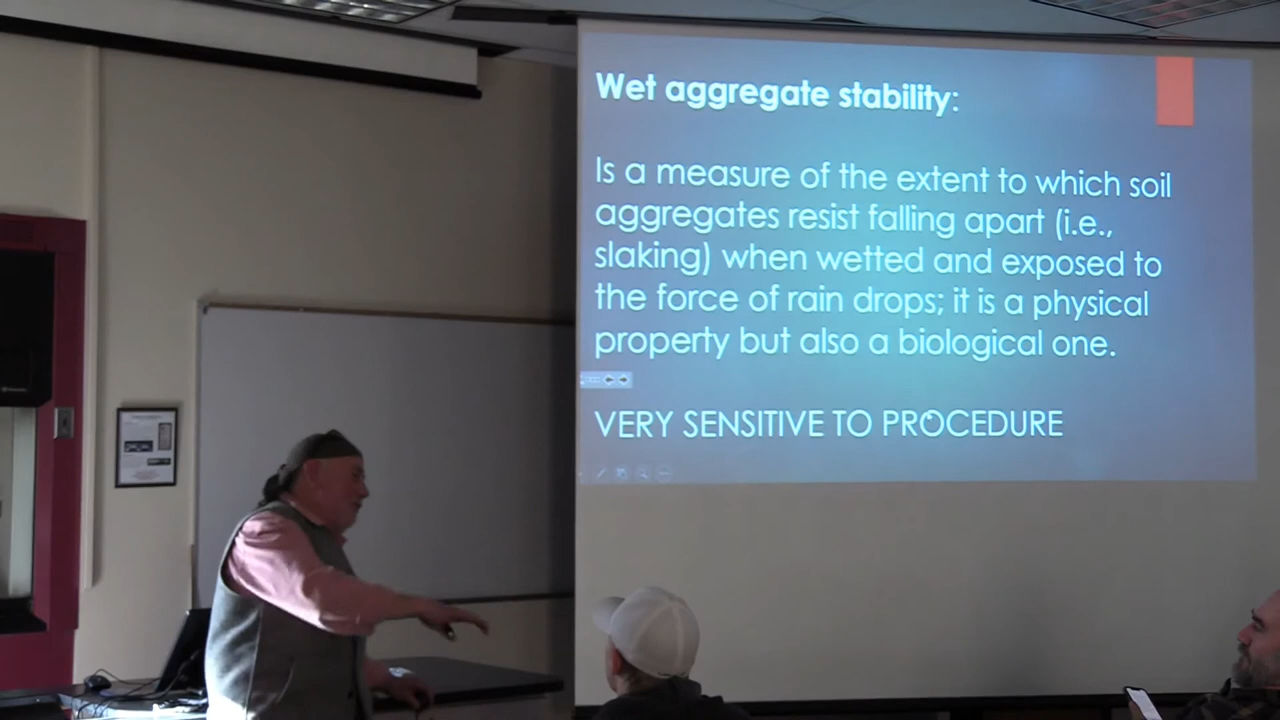 Wet aggregate stability:
Is a measure of the extent to which soil
aggregates resist falling apart (i.e.,
slaking) when wetted and exposed to
the force of rain drops; it is a physical
property but also a biological one.
VERY SENSITIVE TO PROCEDURE